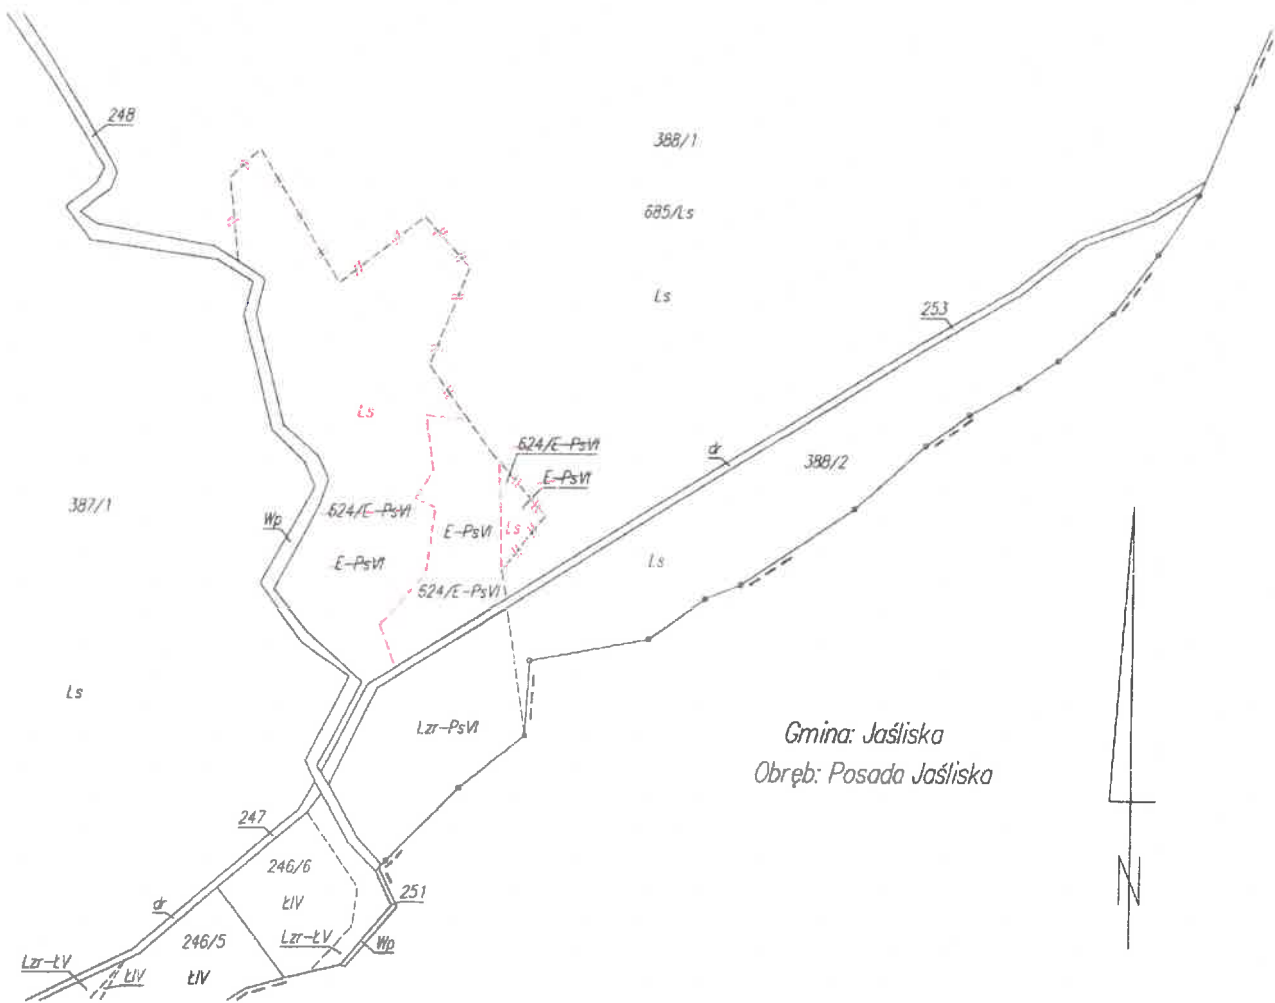 248
388/1
685/Ls
Ls
253
Ls
624/E-PsVI
E-PsVI
dr
388/2
387/1
Wp
624/E-PsVI
E-PsVI
Ls
E-PsVI
Ls
624/E-PsVI
Ls
Lzr-PsVI
Gmina: Jaśliska
Obręb: Posada Jaśliska
247
246/6
ŁIV
251
dr
246/5
Lzr-ŁV
Wp
Lzr-ŁV
ŁIV
ŁIV
N